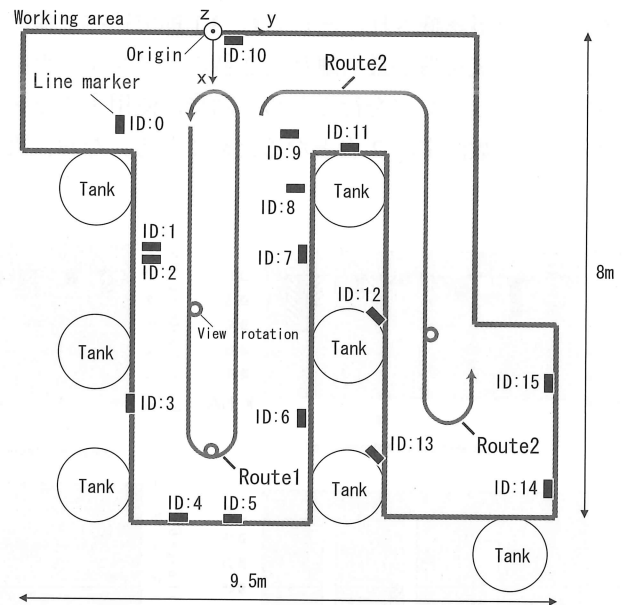 Working area
z
y
Origin
ID:10
x
Route2
Line marker
ID:0
ID:11
ID:9
Tank
Tank
ID:8
ID:1
ID:7
ID:2
8m
ID:12
View rotation
Tank
Tank
ID:15
ID:3
ID:6
ID:13
Route2
Tank
Route1
Tank
ID:14
ID:4
ID:5
Tank
9.5m